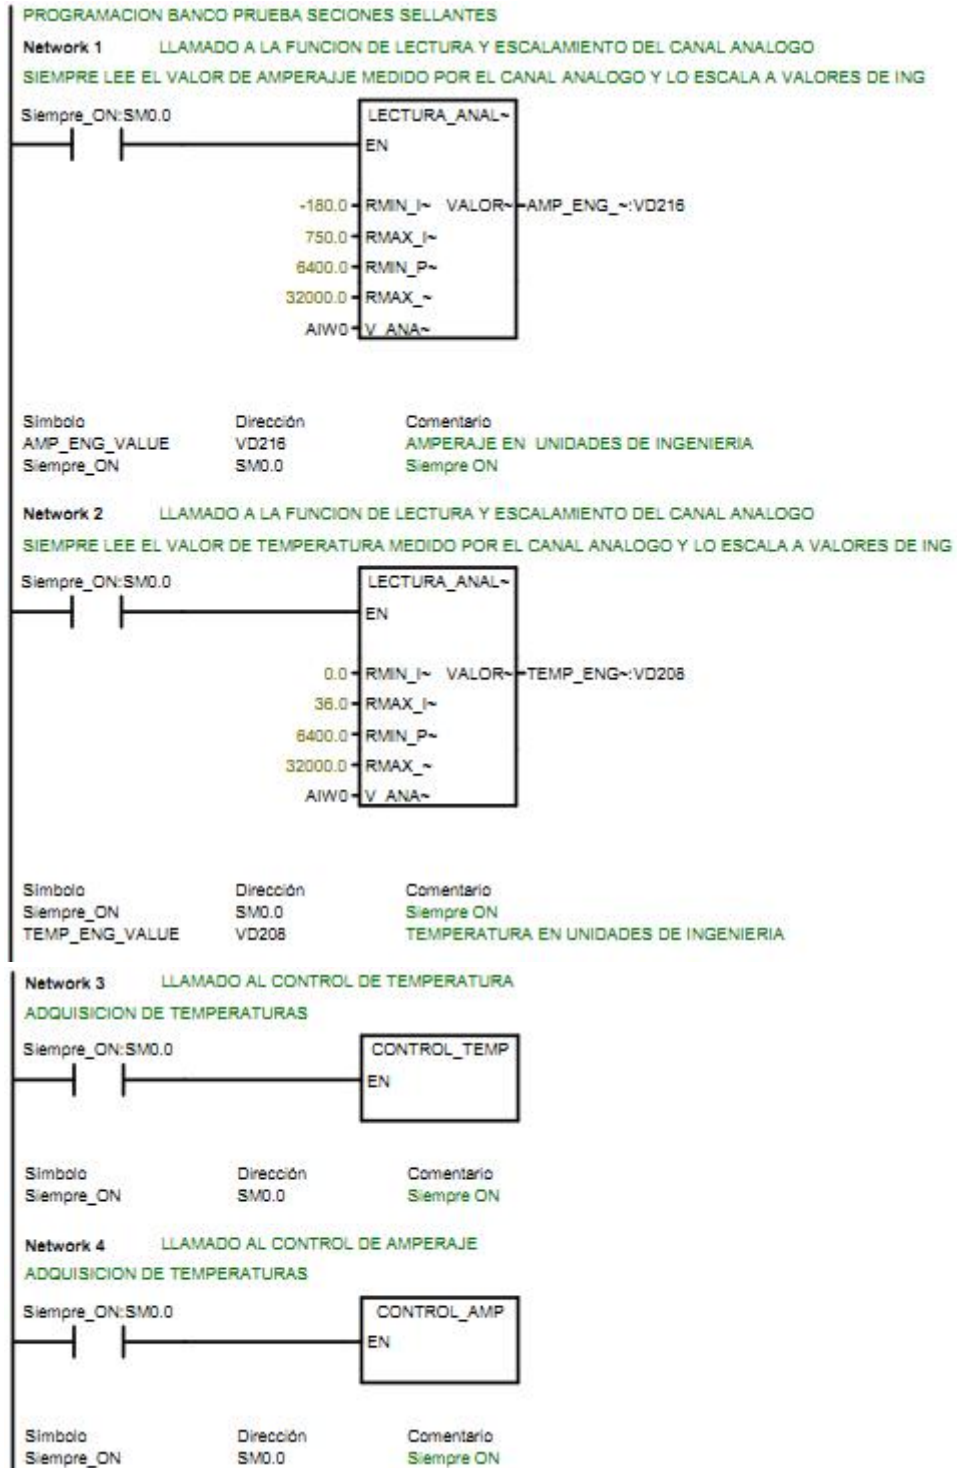 PROGRAMACION BANCO PRUEBA SECIONES SELLANTES
Network 1 LLAMADO A LA FUNCION DE LECTURA Y ESCALAMIENTO DEL CANAL ANALOGO
SIEMPRE LEE EL VALOR DE AMPERAJJE MEDIDO POR EL CANAL ANALOGO Y LO ESCALA A VALORES DE ING
Siempre_ON:SM0.0 LECTURA_ANAL~
EN
-180.0 RMIN_I~ VALOR~ AMP_ENG_~:VD216
750.0 RMAX_I~
6400.0 RMIN_P~
32000.0 RMAX_~
AIW0 V_ANA~
Símbolo Dirección Comentario
AMP_ENG_VALUE VD216 AMPERAJE EN UNIDADES DE INGENIERIA
Siempre_ON SM0.0 Siempre ON
Network 2 LLAMADO A LA FUNCION DE LECTURA Y ESCALAMIENTO DEL CANAL ANALOGO
SIEMPRE LEE EL VALOR DE TEMPERATURA MEDIDO POR EL CANAL ANALOGO Y LO ESCALA A VALORES DE ING
Siempre_ON:SM0.0 LECTURA_ANAL~
EN
0.0 RMIN_I~ VALOR~ TEMP_ENG~:VD208
36.0 RMAX_I~
6400.0 RMIN_P~
32000.0 RMAX_~
AIW0 V_ANA~
Símbolo Dirección Comentario
Siempre_ON SM0.0 Siempre ON
TEMP_ENG_VALUE VD208 TEMPERATURA EN UNIDADES DE INGENIERIA
Network 3 LLAMADO AL CONTROL DE TEMPERATURA
ADQUISICION DE TEMPERATURAS
Siempre_ON:SM0.0 CONTROL_TEMP
EN
Símbolo Dirección Comentario
Siempre_ON SM0.0 Siempre ON
Network 4 LLAMADO AL CONTROL DE AMPERAJE
ADQUISICION DE TEMPERATURAS
Siempre_ON:SM0.0 CONTROL_AMP
EN
Símbolo Dirección Comentario
Siempre_ON SM0.0 Siempre ON